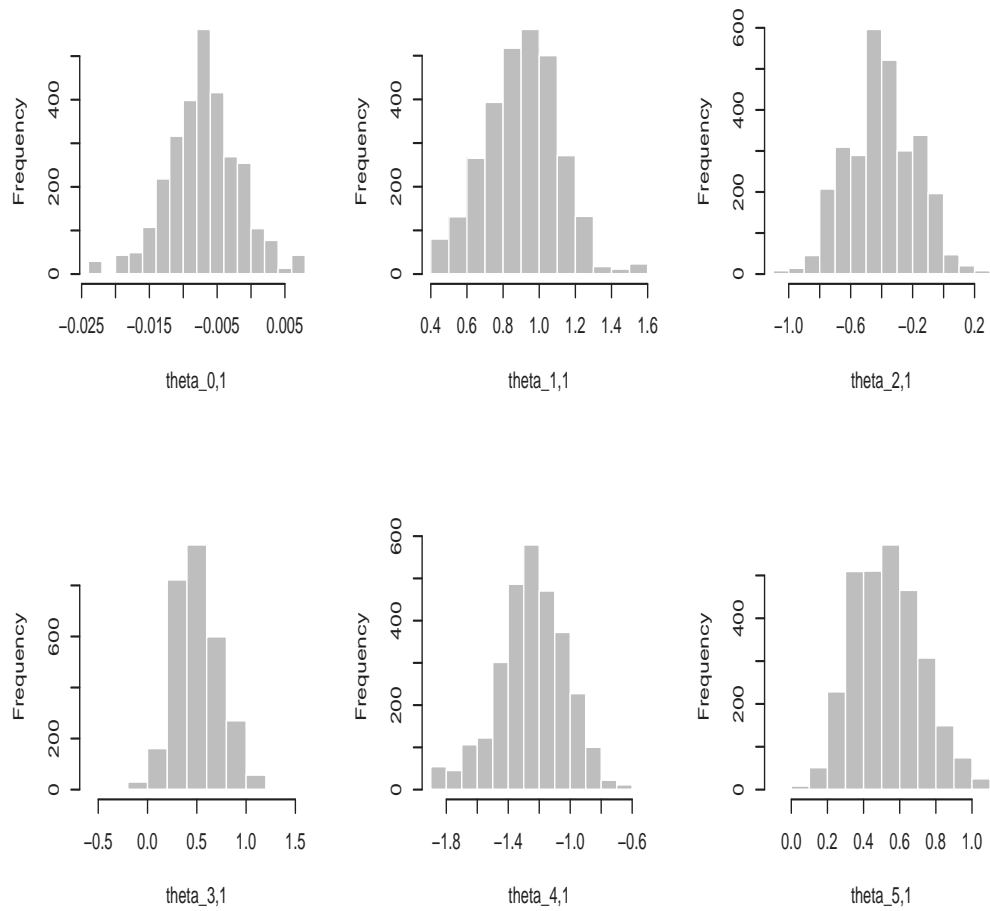 Frequency
0 200 400
−0.025 −0.015 −0.005 0.005
theta_0,1
Frequency
0 200 400
0.4 0.6 0.8 1.0 1.2 1.4 1.6
theta_1,1
Frequency
0 200 400 600
−1.0 −0.6 −0.2 0.2
theta_2,1
Frequency
0 200 600
−0.5 0.0 0.5 1.0 1.5
theta_3,1
Frequency
0 200 400 600
−1.8 −1.4 −1.0 −0.6
theta_4,1
Frequency
0 200 400
0.0 0.2 0.4 0.6 0.8 1.0
theta_5,1